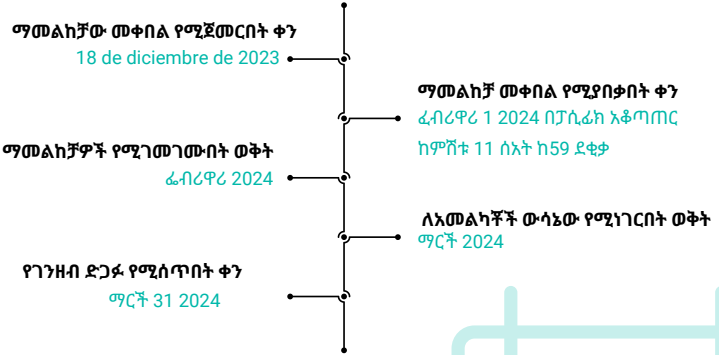 ማመልከቻው መቀበል የሚጀመርበት ቀን
18 de diciembre de 2023
ማመልከቻ መቀበል የሚያበቃበት ቀን
ፈብሪዋሪ 1 2024 በፓሲፊክ አቆጣጠር
ከምሽቱ 11 ሰአት ከ59 ደቂቃ
ማመልከቻዎች የሚገመገሙበት ወቅት
ፌብሪዋሪ 2024
ለአመልካቾች ውሳኔው የሚነገርበት ወቅት
ማርች 2024
የገንዘብ ድጋፉ የሚሰጥበት ቀን
ማርች 31 2024